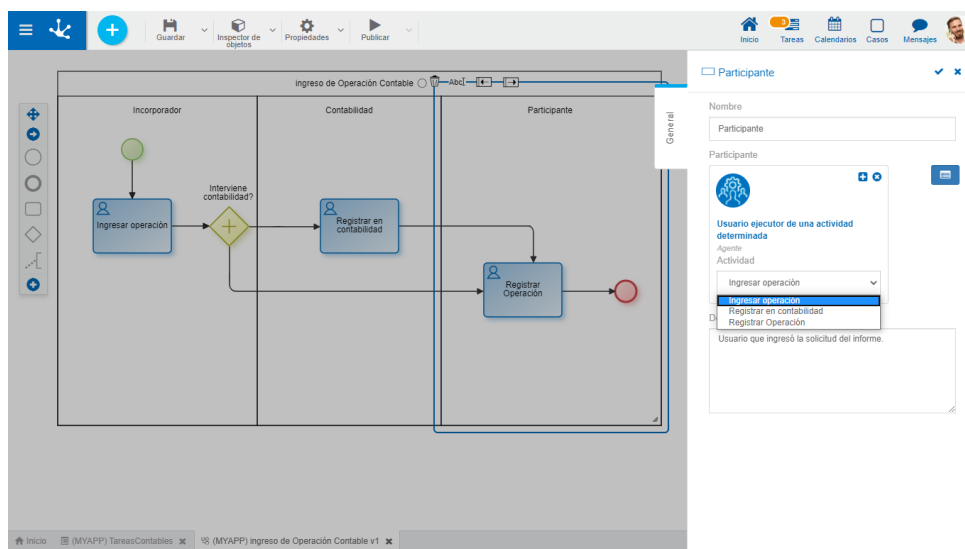 Guardar
Inspector de
objetos
Propiedades
Publicar
Inicio
3
Tareas
Calendarios
Casos
Mensajes
ingreso de Operación Contable
Abc
Incorporador
Contabilidad
Participante
Ingresar operación
Interviene
contabilidad?
Registrar en
contabilidad
Registrar
Operación
General
Participante
Nombre
Participante
Participante
Usuario ejecutor de una actividad
determinada
Agente
Actividad
Ingresar operación
Ingresar operación
Registrar en contabilidad
Registrar Operación
Usuario que ingresó la solicitud del informe.
Inicio
(MYAPP) TareasContables
(MYAPP) ingreso de Operación Contable v1